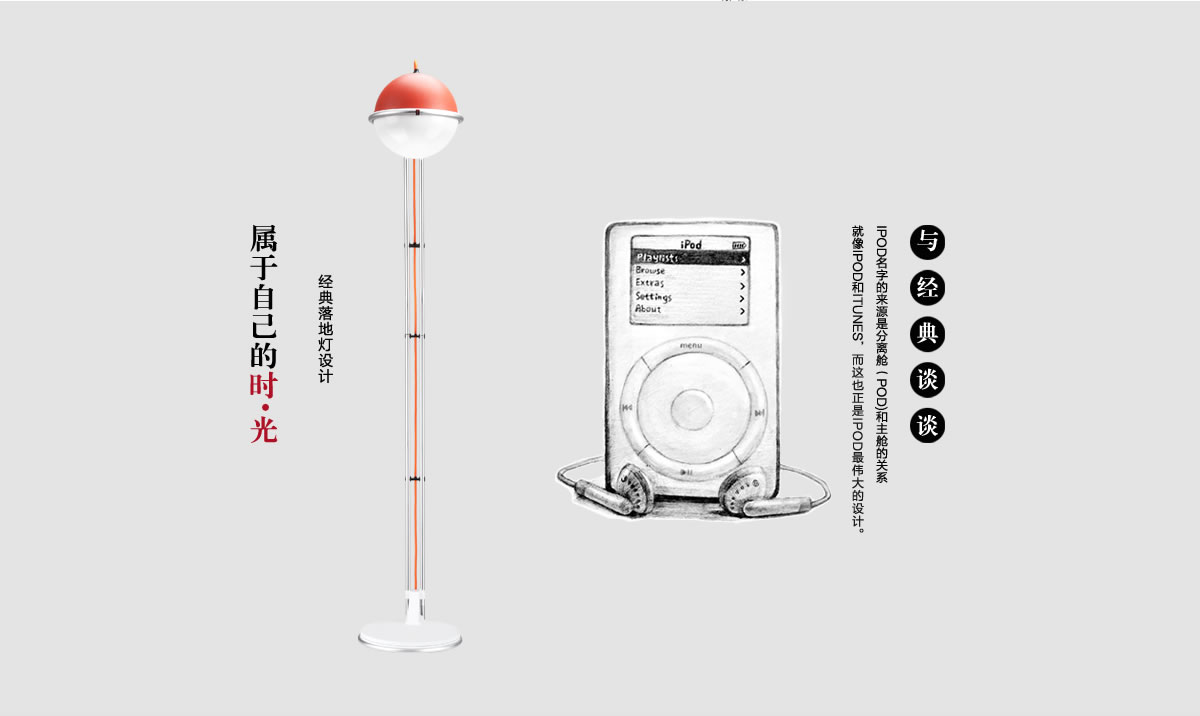 属于自己的时·光
经典落地灯设计
iPod
Playlists
Browse
Extras
Settings
About
menu
与经典谈谈
IPOD名字的来源是分离舱（POD)和主舱的关系
就像IPOD和ITUNES”而这也正是IPOD最伟大的设计。